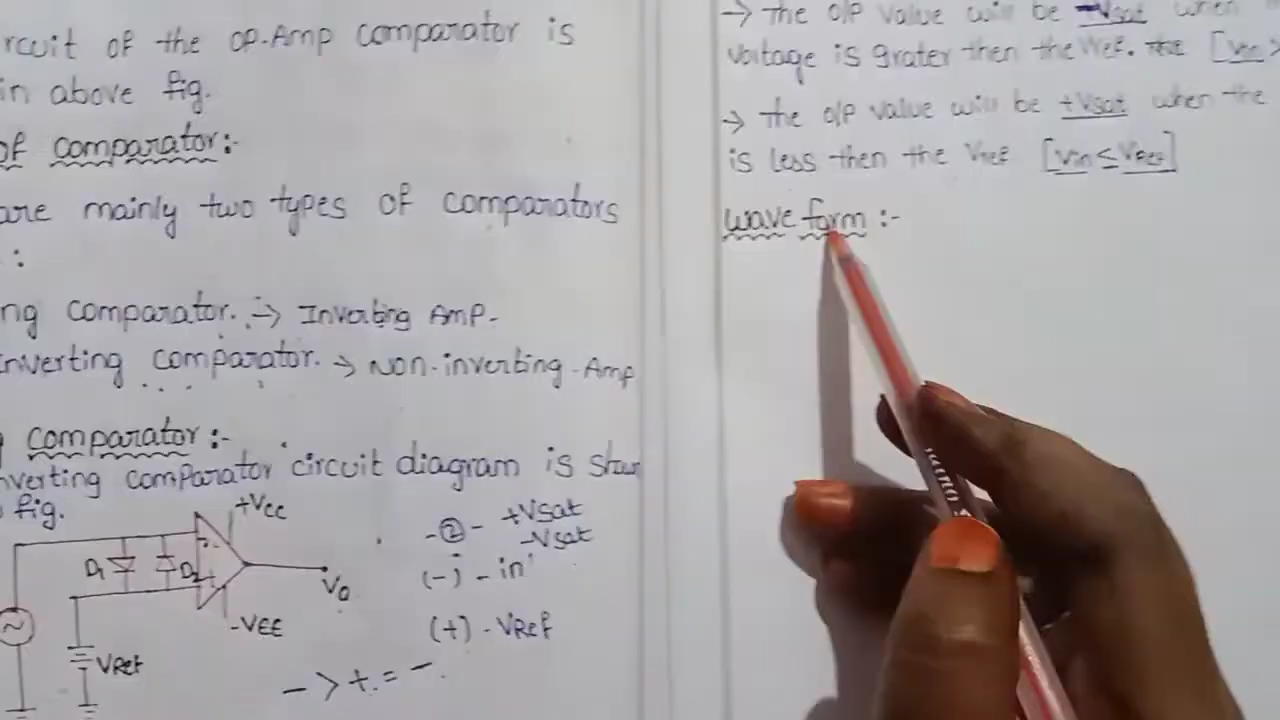 rcuit of the op-Amp comparator is
in above fig.
of comparator:-
are mainly two types of comparators
:
ng comparator. -> Inverting Amp-
nverting comparator. -> Non-inverting-Amp
comparator:-
nverting comparator circuit diagram is
fig.
+Vcc
D1
D2
Vo
-VEE
VRef
-②- +Vsat
-Vsat
(-) - in
(+) - VRef
- > + = -
-> The O/P value will be -Vsat when
voltage is grater then the VRef. The [Vin >
-> The O/P value will be +Vsat when the
is less then the VRef [Vin ≤ VRef]
wave form :-